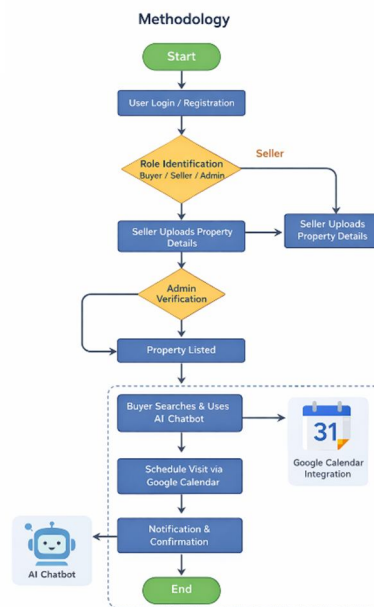 Methodology
Start
User Login / Registration
Role Identification
Buyer / Seller / Admin
Seller
Seller Uploads Property
Details
Seller Uploads
Property Details
Admin
Verification
Property Listed
Buyer Searches & Uses
AI Chatbot
31
Google Calendar
Integration
Schedule Visit via
Google Calendar
Notification &
Confirmation
AI Chatbot
End